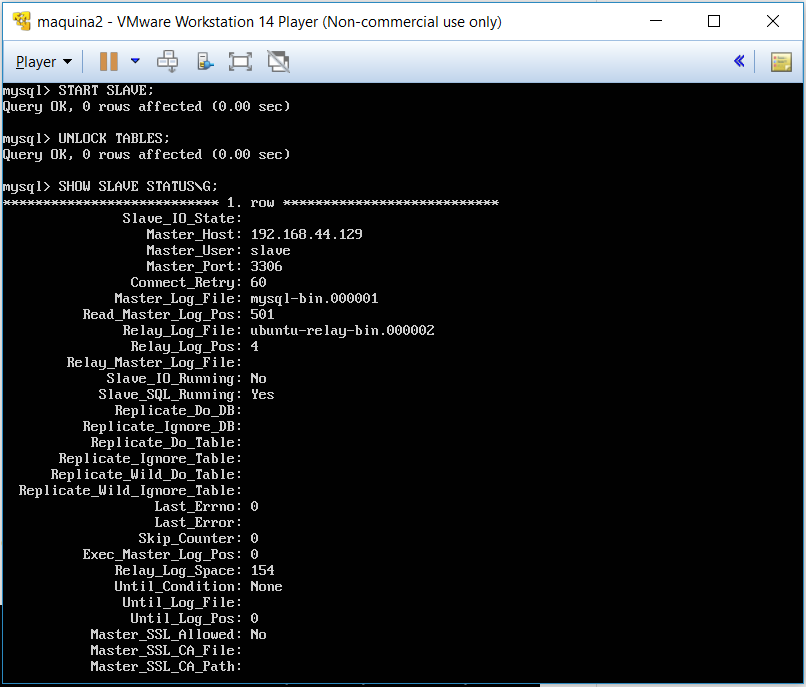 maquina2 - VMware Workstation 14 Player (Non-commercial use only)
Player
mysql> START SLAVE;
Query OK, 0 rows affected (0.00 sec)
mysql> UNLOCK TABLES;
Query OK, 0 rows affected (0.00 sec)
mysql> SHOW SLAVE STATUS\G;
*************************** 1. row ***************************
Slave_IO_State:
Master_Host: 192.168.44.129
Master_User: slave
Master_Port: 3306
Connect_Retry: 60
Master_Log_File: mysql-bin.000001
Read_Master_Log_Pos: 501
Relay_Log_File: ubuntu-relay-bin.000002
Relay_Log_Pos: 4
Relay_Master_Log_File:
Slave_IO_Running: No
Slave_SQL_Running: Yes
Replicate_Do_DB:
Replicate_Ignore_DB:
Replicate_Do_Table:
Replicate_Ignore_Table:
Replicate_Wild_Do_Table:
Replicate_Wild_Ignore_Table:
Last_Errno: 0
Last_Error:
Skip_Counter: 0
Exec_Master_Log_Pos: 0
Relay_Log_Space: 154
Until_Condition: None
Until_Log_File:
Until_Log_Pos: 0
Master_SSL_Allowed: No
Master_SSL_CA_File:
Master_SSL_CA_Path: